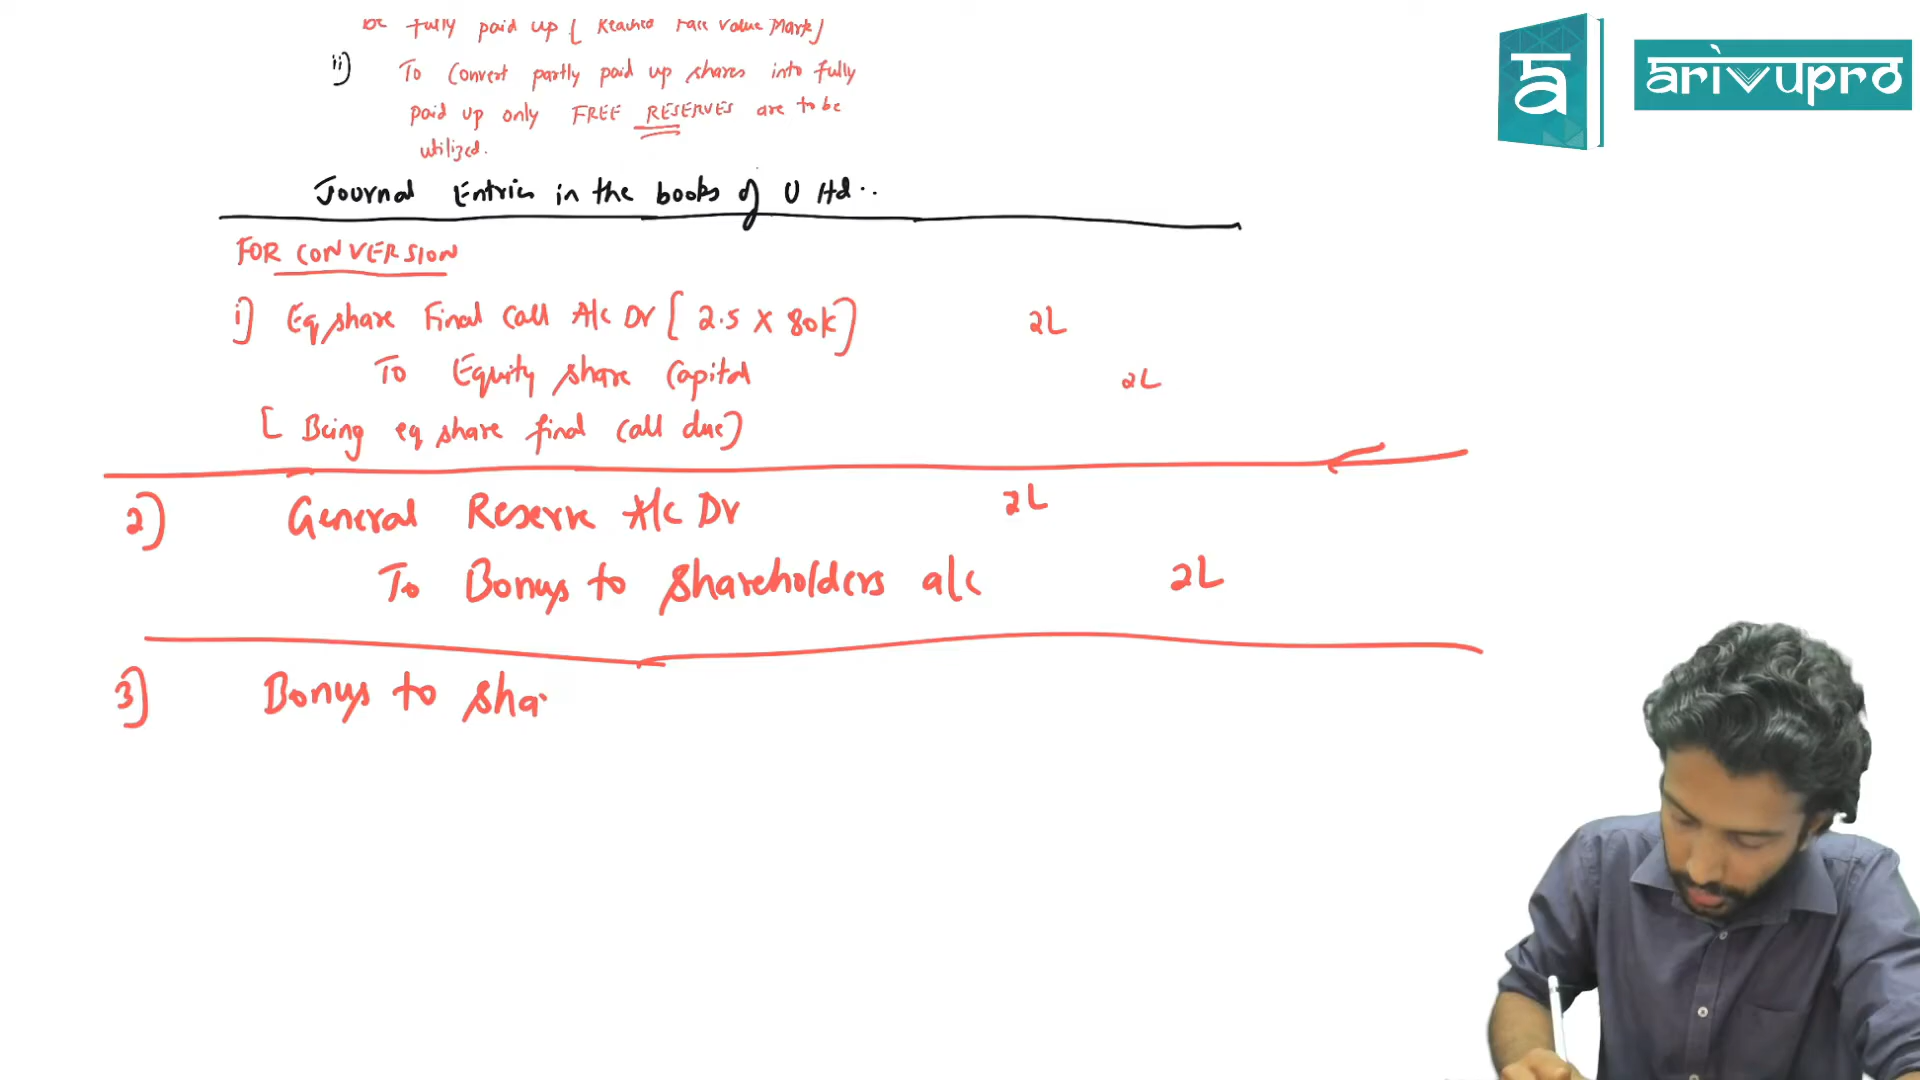 be fully paid up [ Reached Face Value Mark]
ii) To Convert partly paid up shares into fully
paid up only FREE RESERVES are to be
utilized.
arivupro
Journal Entries in the books of U ltd..
FOR CONVERSION
i) Eq share Final Call A/c Dr [ 2.5 X 80K] 2L
To Equity share Capital 2L
[ Being eq share final call due]
2) General Reserve A/c Dr 2L
To Bonus to shareholders a/c 2L
3) Bonus to sha